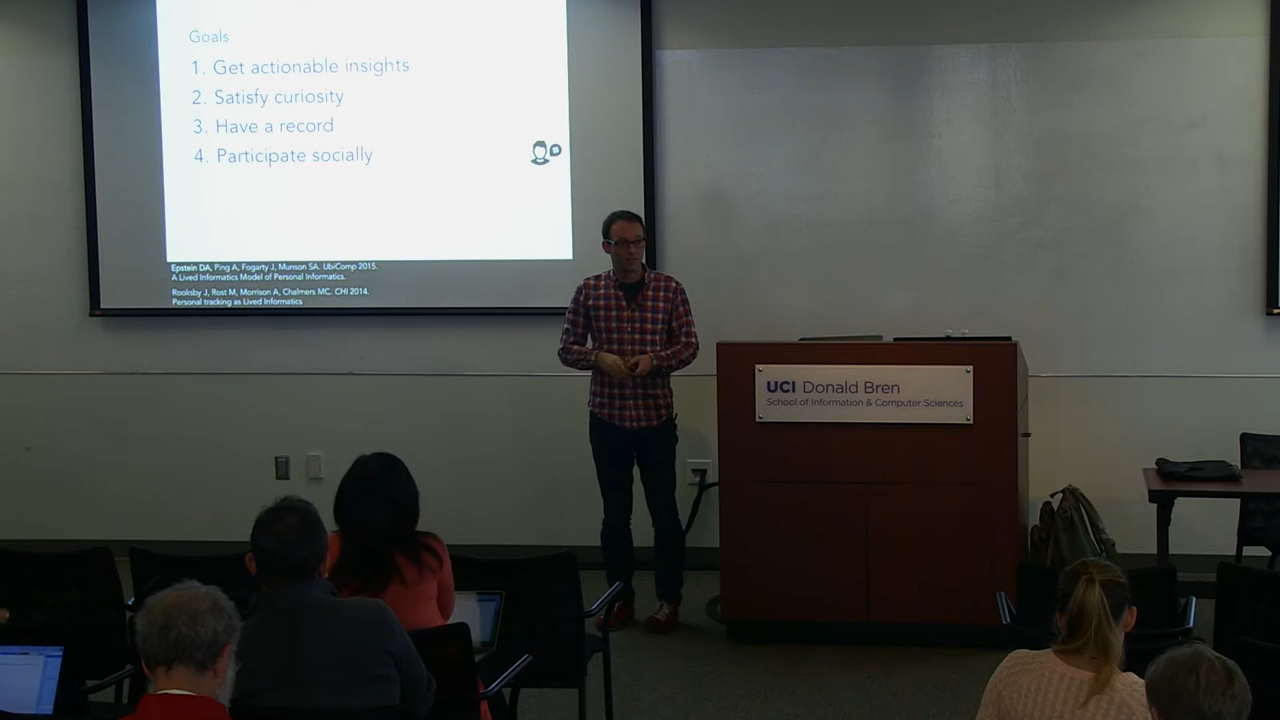 Goals
1. Get actionable insights
2. Satisfy curiosity
3. Have a record
4. Participate socially
Epstein DA, Ping A, Fogarty J, Munson SA. UbiComp 2015.
A Lived Informatics Model of Personal Informatics.
Rooksby J, Rost M, Morrison A, Chalmers MC. CHI 2014.
Personal tracking as Lived Informatics
UCI Donald Bren
School of Information & Computer Sciences